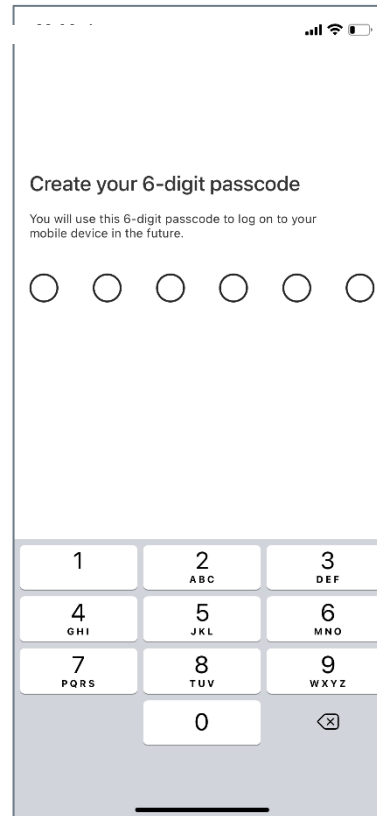 Create your 6-digit passcode
You will use this 6-digit passcode to log on to your
mobile device in the future.
1
2
3
ABC
DEF
4
5
6
GHI
JKL
MNO
7
8
9
PQRS
TUV
WXYZ
0